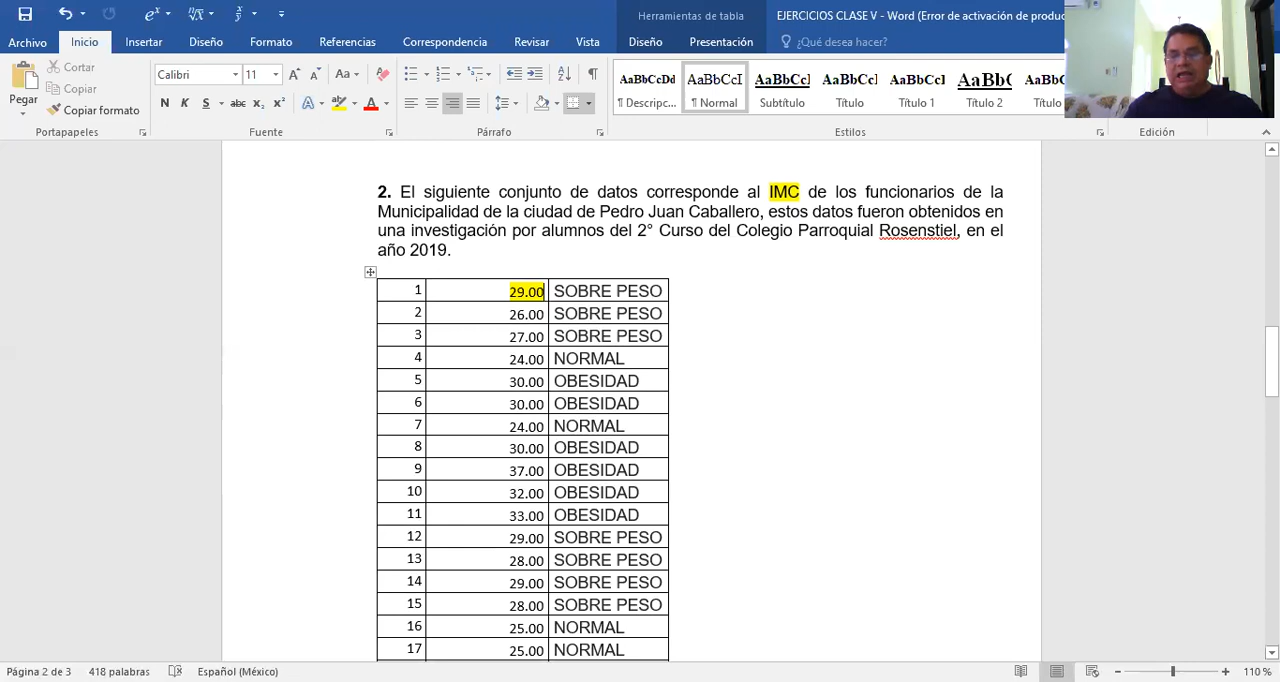 Herramientas de tabla
EJERCICIOS CLASE V - Word (Error de activación de produ
Archivo Inicio Insertar Diseño Formato Referencias Correspondencia Revisar Vista Diseño Presentación ¿Qué desea hacer?
Pegar
Cortar
Copiar
Copiar formato
Portapapeles
Calibri 11
N K S abc x₂ x²
Fuente
Párrafo
AaBbCcDd AaBbCcI AaBbCcl AaBbC AaBbCcI AaBb( AaBbC
¶ Descripc... ¶ Normal Subtítulo Título Título 1 Título 2 Título
Estilos
Edición
2. El siguiente conjunto de datos corresponde al IMC de los funcionarios de la
Municipalidad de la ciudad de Pedro Juan Caballero, estos datos fueron obtenidos en
una investigación por alumnos del 2° Curso del Colegio Parroquial Rosenstiel, en el
año 2019.
1 29.00 SOBRE PESO
2 26.00 SOBRE PESO
3 27.00 SOBRE PESO
4 24.00 NORMAL
5 30.00 OBESIDAD
6 30.00 OBESIDAD
7 24.00 NORMAL
8 30.00 OBESIDAD
9 37.00 OBESIDAD
10 32.00 OBESIDAD
11 33.00 OBESIDAD
12 29.00 SOBRE PESO
13 28.00 SOBRE PESO
14 29.00 SOBRE PESO
15 28.00 SOBRE PESO
16 25.00 NORMAL
17 25.00 NORMAL
Página 2 de 3 418 palabras Español (México) 110 %